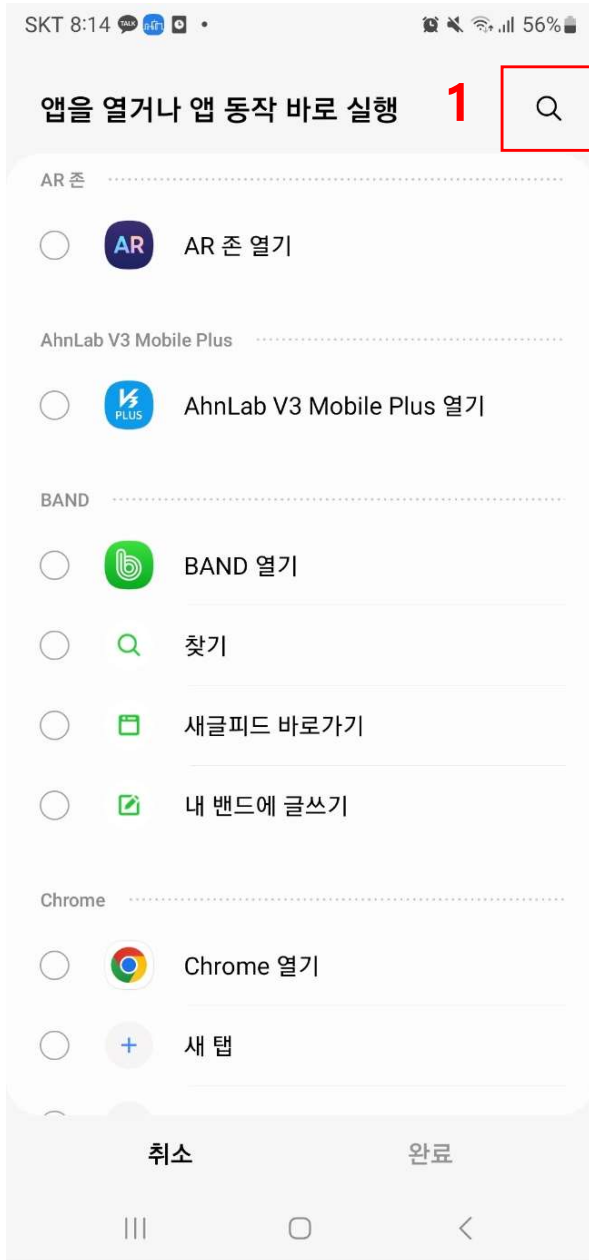 SKT 8:14 TALK
56%
앱을 열거나 앱 동작 바로 실행 1
AR 존
AR AR 존 열기
AhnLab V3 Mobile Plus
V3 PLUS AhnLab V3 Mobile Plus 열기
BAND
BAND 열기
찾기
새글피드 바로가기
내 밴드에 글쓰기
Chrome
Chrome 열기
새 탭
취소 완료